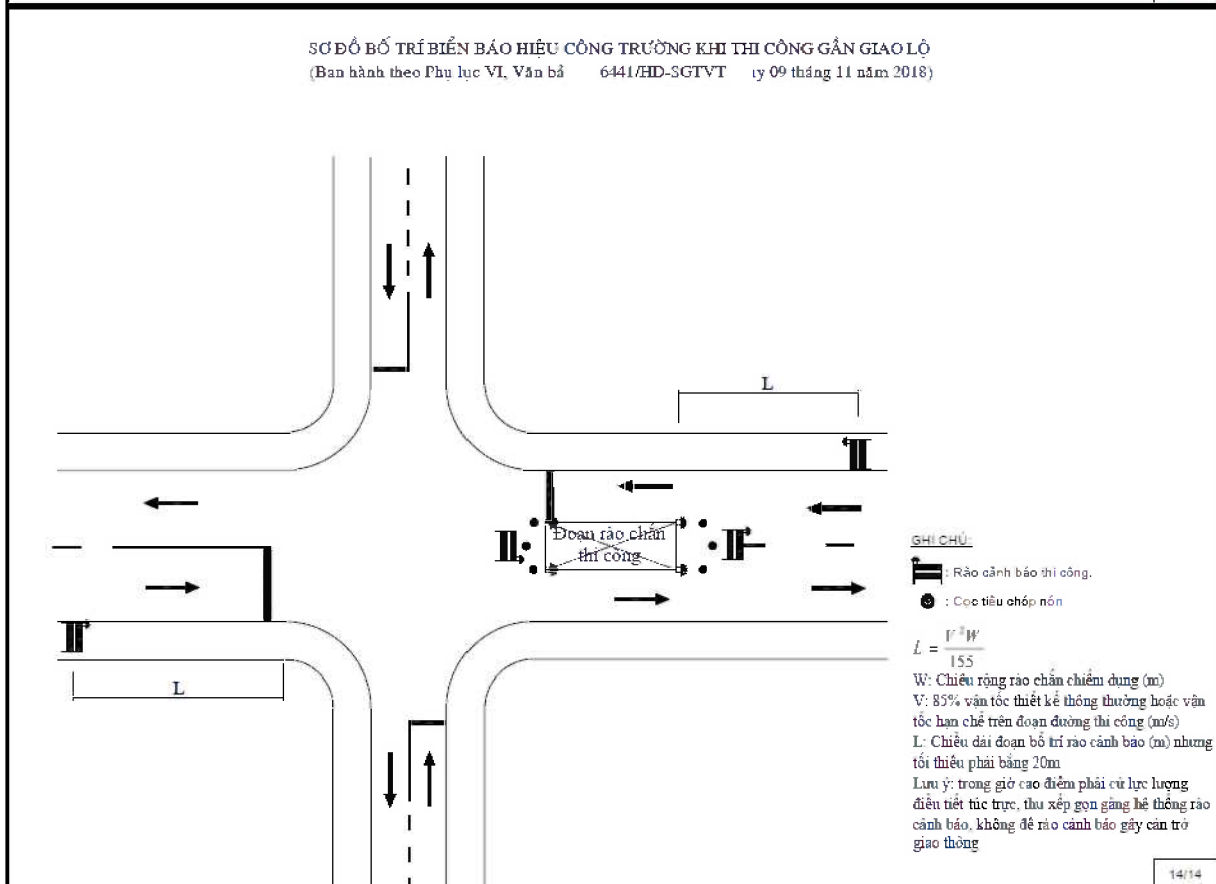 SƠ ĐỒ BỐ TRÍ BIỂN BÁO HIỆU CÔNG TRƯỜNG KHI THI CÔNG GẦN GIAO LỘ
(Ban hành theo Phụ lục VI, Văn bả 6441/HD-SGTVT ày 09 tháng 11 năm 2018)
L
Đoạn rào chắn
thi công
L
GHI CHÚ:
: Rào cảnh báo thi công.
: Cọc tiêu chóp nón
L = V²W / 155
W: Chiều rộng rào chắn chiếm dụng (m)
V: 85% vận tốc thiết kế thông thường hoặc vận
tốc hạn chế trên đoạn đường thi công (m/s)
L: Chiều dài đoạn bố trí rào cảnh báo (m) nhưng
tối thiểu phải bằng 20m
Lưu ý: trong giờ cao điểm phải cử lực lượng
điều tiết túc trực, thu xếp gọn gàng hệ thống rào
cảnh báo, không để rào cảnh báo gây cản trở
giao thông
14/14